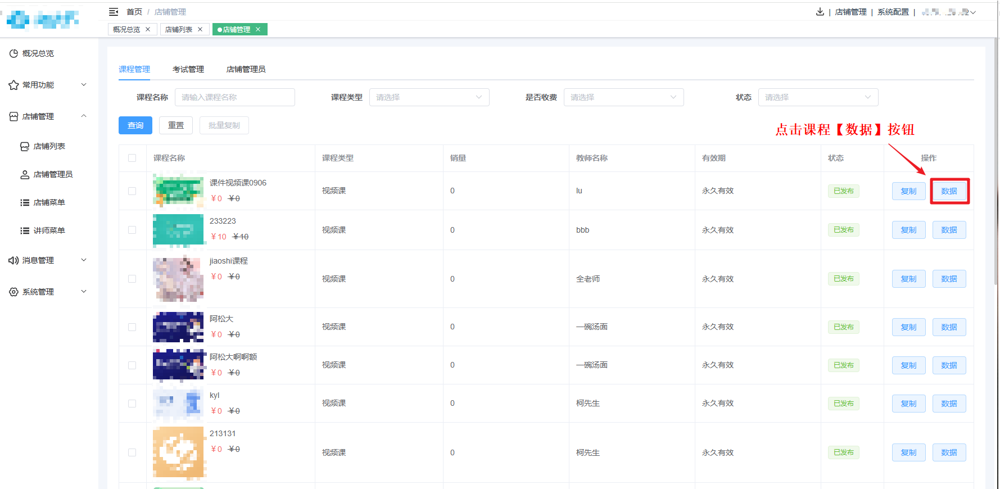 首页 / 店铺管理
| 店铺管理 | 系统配置 |
概况总览 × 店铺列表 × 店铺管理 ×
概况总览
常用功能
店铺管理
店铺列表
店铺管理员
店铺菜单
讲师菜单
消息管理
系统管理
课程管理 考试管理 店铺管理员
课程名称 请输入课程名称 课程类型 请选择 是否收费 请选择 状态 请选择
查询 重置 批量复制
点击课程【数据】按钮
课程名称 课程类型 销量 教师名称 有效期 状态 操作
课件视频课0906
¥0 ¥0
视频课 0 lu 永久有效 已发布 复制 数据
233223
¥10 ¥10
视频课 0 bbb 永久有效 已发布 复制 数据
jiaoshi课程
¥0 ¥0
视频课 0 全老师 永久有效 已发布 复制 数据
阿松大
¥0 ¥0
视频课 0 一碗汤面 永久有效 已发布 复制 数据
阿松大啊啊额
¥0 ¥0
视频课 0 一碗汤面 永久有效 已发布 复制 数据
kyl
¥0 ¥0
视频课 0 柯先生 永久有效 已发布 复制 数据
213131
¥0 ¥0
视频课 0 柯先生 永久有效 已发布 复制 数据